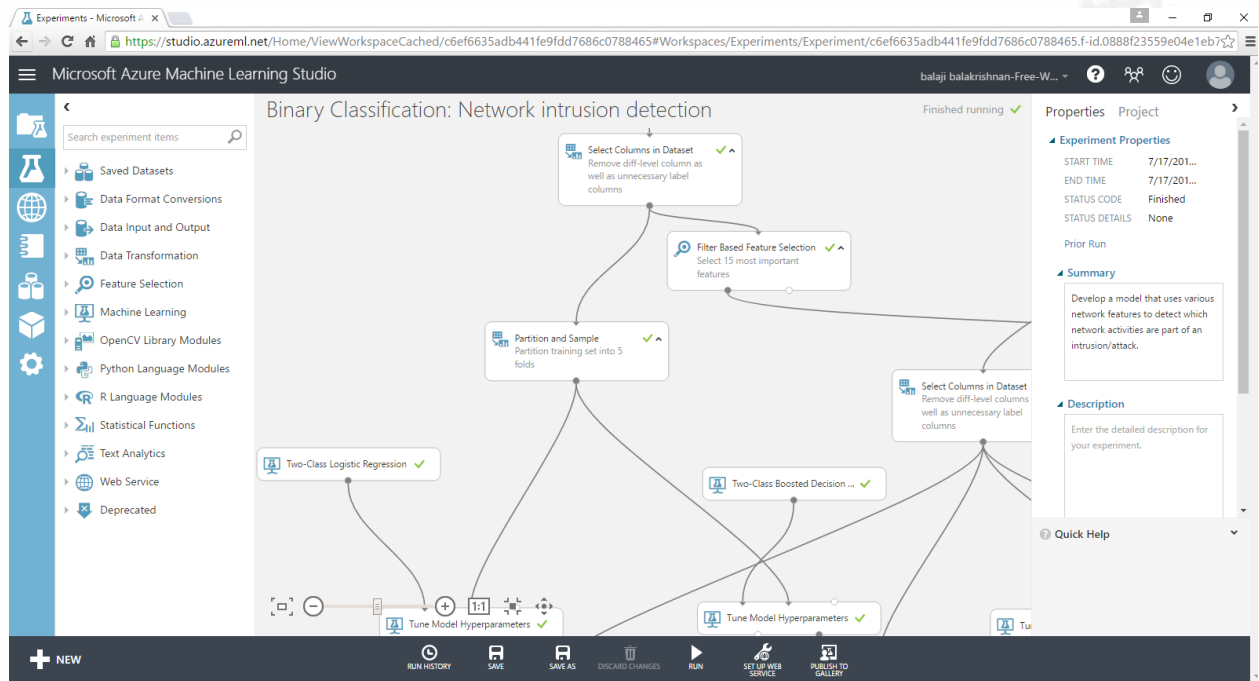 Experiments - Microsoft A
https://studio.azureml.net/Home/ViewWorkspaceCached/c6ef6635adb441fe9fdd7686c0788465#Workspaces/Experiments/Experiment/c6ef6635adb441fe9fdd7686c0788465.f-id.0888f23559e04e1eb7
Microsoft Azure Machine Learning Studio
balaji balakrishnan-Free-W...
Search experiment items
Saved Datasets
Data Format Conversions
Data Input and Output
Data Transformation
Feature Selection
Machine Learning
OpenCV Library Modules
Python Language Modules
R Language Modules
Statistical Functions
Text Analytics
Web Service
Deprecated
Binary Classification: Network intrusion detection
Finished running
Select Columns in Dataset
Remove diff-level column as
well as unnecessary label
columns
Filter Based Feature Selection
Select 15 most important
features
Partition and Sample
Partition training set into 5
folds
Select Columns in Dataset
Remove diff-level columns
well as unnecessary label
columns
Two-Class Logistic Regression
Two-Class Boosted Decision ...
1:1
Tune Model Hyperparameters
Tune Model Hyperparameters
Tu
Properties Project
Experiment Properties
START TIME 7/17/201...
END TIME 7/17/201...
STATUS CODE Finished
STATUS DETAILS None
Prior Run
Summary
Develop a model that uses various
network features to detect which
network activities are part of an
intrusion/attack.
Description
Enter the detailed description for
your experiment.
Quick Help
NEW
RUN HISTORY
SAVE
SAVE AS
DISCARD CHANGES
RUN
SET UP WEB
SERVICE
PUBLISH TO
GALLERY